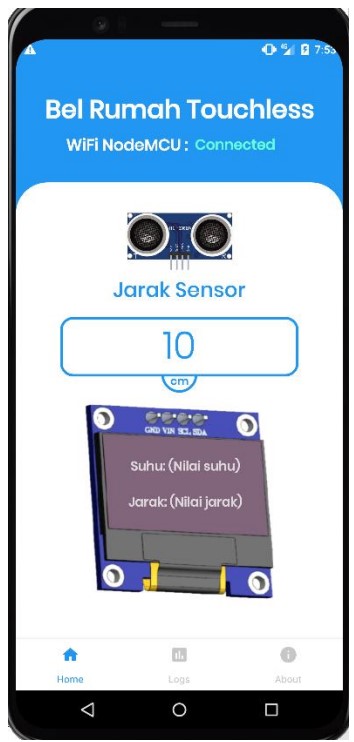 7:53
Bel Rumah Touchless
WiFi NodeMCU : Connected
Jarak Sensor
10
cm
GND VIN SCL SDA
Suhu: (Nilai suhu)
Jarak: (Nilai jarak)
Home Logs About